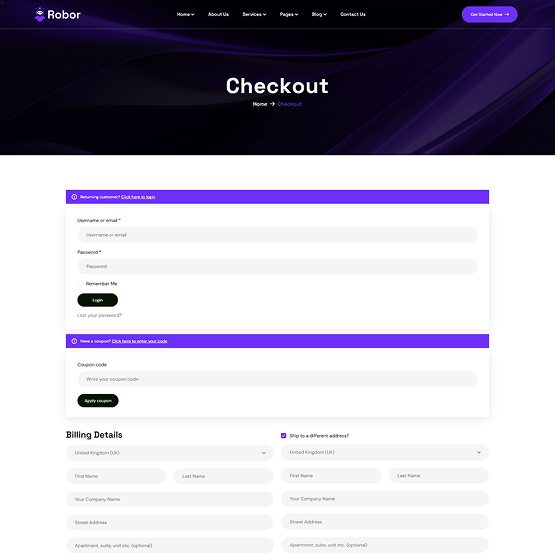 Robor
Home About Us Services Pages Blog Contact Us
Get Started Now →
Checkout
Home → Checkout
Returning customer? Click here to login
Username or email *
Username or email
Password *
Password
Remember Me
Login
Lost your password?
Have a coupon? Click here to enter your code
Coupon code
Write your coupon code
Apply coupon
Billing Details
Ship to a different address?
United Kingdom (UK) United Kingdom (UK)
First Name Last Name First Name Last Name
Your Company Name Your Company Name
Street Address Street Address
Apartment, suite, unit etc. (optional) Apartment, suite, unit etc. (optional)